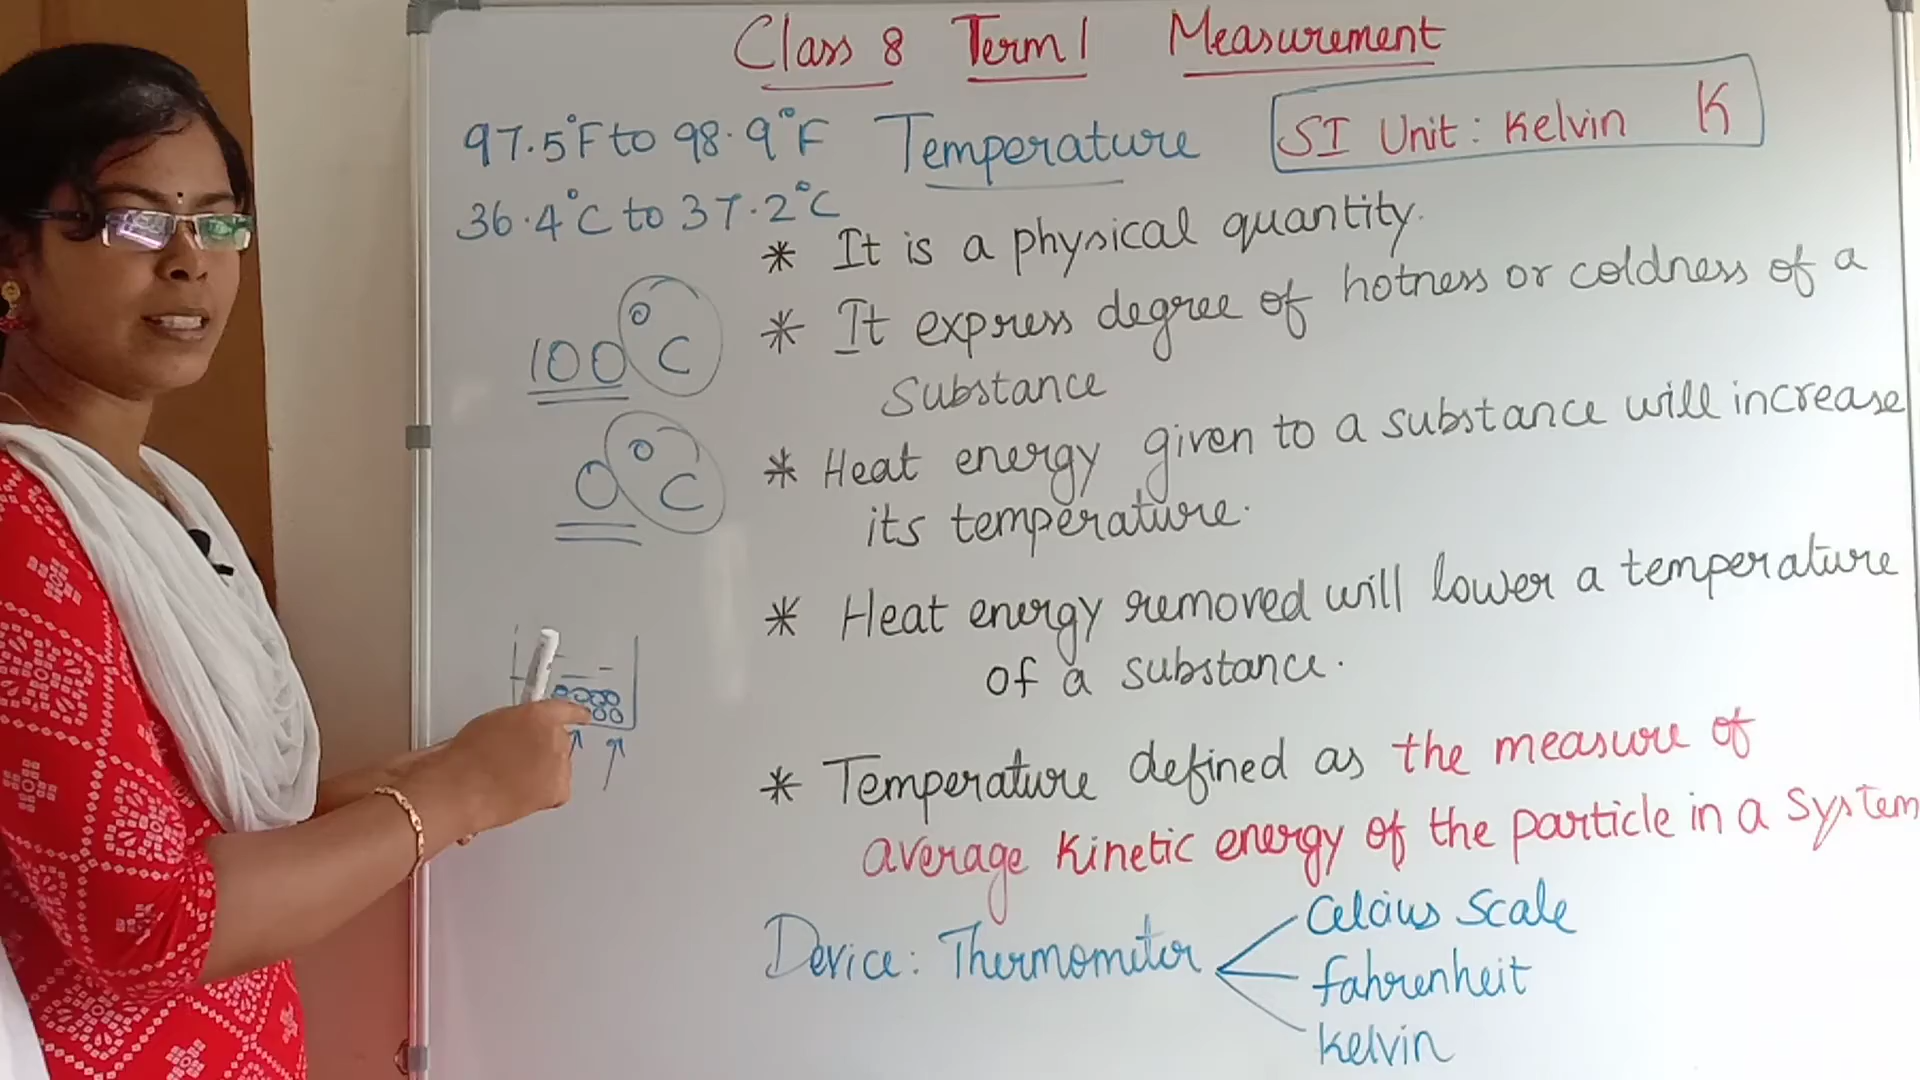 Class 8 Term 1 Measurement
97.5°F to 98.9°F Temperature SI Unit: Kelvin K
36.4°C to 37.2°C
* It is a physical quantity.
* It express degree of hotness or coldness of a
Substance
100°C
* Heat energy given to a substance will increase
its temperature.
0°C
* Heat energy removed will lower a temperature
of a substance.
* Temperature defined as the measure of
average kinetic energy of the particle in a System
Device: Thermometer
Celcius Scale
fahrenheit
kelvin